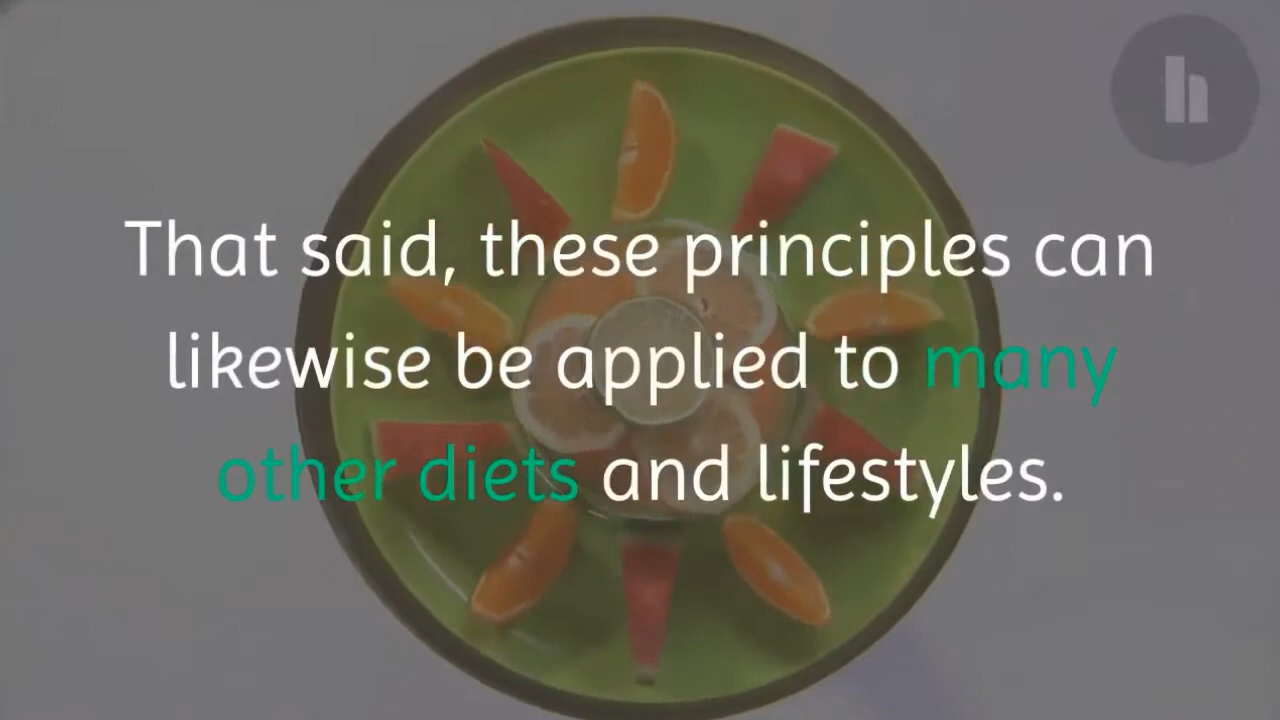 That said, these principles can
likewise be applied to many
other diets and lifestyles.